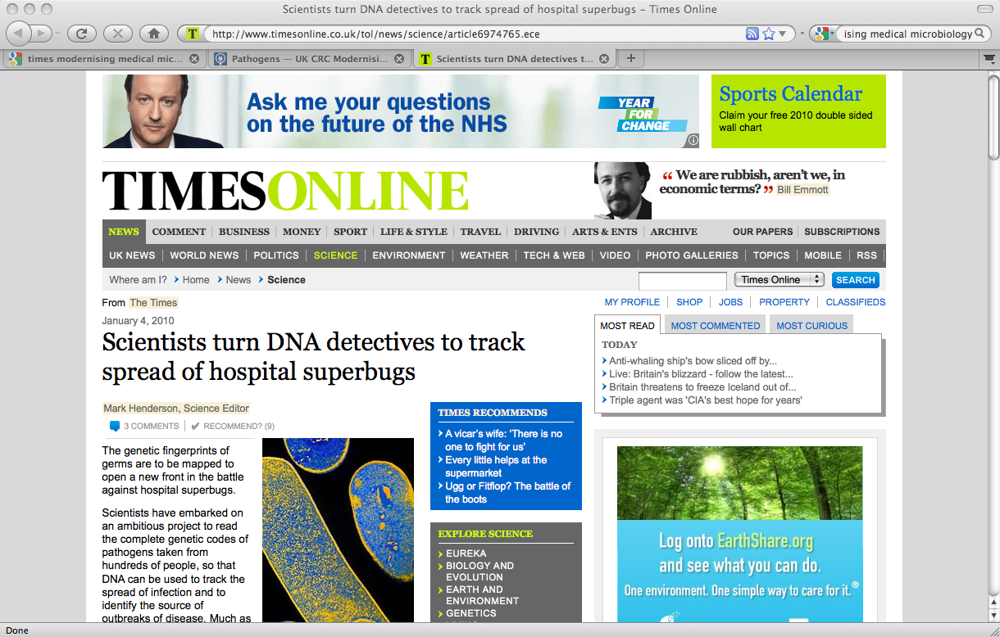 Scientists turn DNA detectives to track spread of hospital superbugs – Times Online
T http://www.timesonline.co.uk/tol/news/science/article6974765.ece
ising medical microbiology
times modernising medical mic...
Pathogens — UK CRC Modernisi...
T Scientists turn DNA detectives t...
Ask me your questions
on the future of the NHS
YEAR
FOR
CHANGE
Sports Calendar
Claim your free 2010 double sided
wall chart
TIMESONLINE
“ We are rubbish, aren’t we, in
economic terms? ” Bill Emmott
NEWS COMMENT BUSINESS MONEY SPORT LIFE & STYLE TRAVEL DRIVING ARTS & ENTS ARCHIVE OUR PAPERS SUBSCRIPTIONS
UK NEWS WORLD NEWS POLITICS SCIENCE ENVIRONMENT WEATHER TECH & WEB VIDEO PHOTO GALLERIES TOPICS MOBILE RSS
Where am I? Home News Science
Times Online
SEARCH
From The Times
MY PROFILE SHOP JOBS PROPERTY CLASSIFIEDS
January 4, 2010
Scientists turn DNA detectives to track
spread of hospital superbugs
Mark Henderson, Science Editor
3 COMMENTS RECOMMEND? (9)
The genetic fingerprints of
germs are to be mapped to
open a new front in the battle
against hospital superbugs.
Scientists have embarked on
an ambitious project to read
the complete genetic codes of
pathogens taken from
hundreds of people, so that
DNA can be used to track the
spread of infection and to
identify the source of
outbreaks of disease. Much as
TIMES RECOMMENDS
A vicar’s wife: ‘There is no
one to fight for us’
Every little helps at the
supermarket
Ugg or Fitflop? The battle of
the boots
EXPLORE SCIENCE
EUREKA
BIOLOGY AND
EVOLUTION
EARTH AND
ENVIRONMENT
GENETICS
MOST READ MOST COMMENTED MOST CURIOUS
TODAY
Anti-whaling ship's bow sliced off by...
Live: Britain's blizzard - follow the latest...
Britain threatens to freeze Iceland out of...
Triple agent was 'CIA's best hope for years'
Log onto EarthShare.org
and see what you can do.
One environment. One simple way to care for it.®
Done